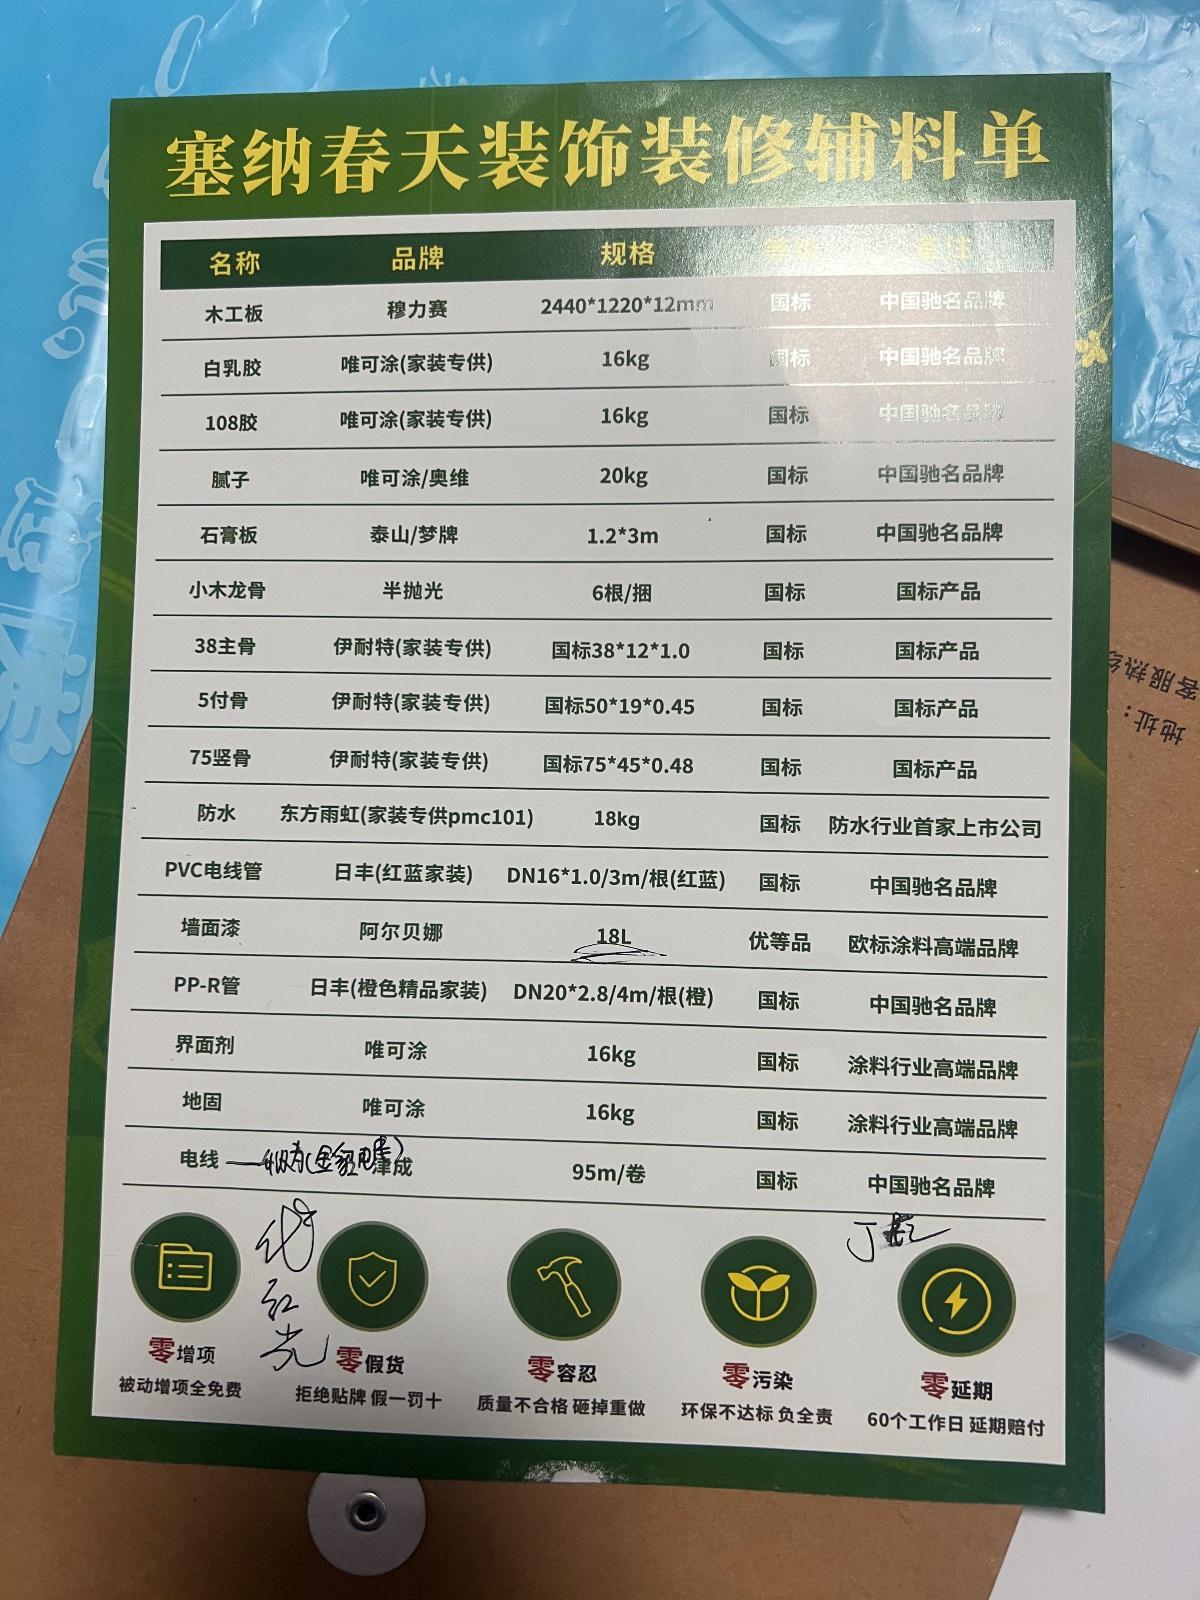 塞纳春天装饰装修辅料单
名称 品牌 规格
木工板 穆力赛 2440*1220*12mm 国标 中国驰名品牌
白乳胶 唯可涂(家装专供) 16kg 国标 中国驰名品牌
108胶 唯可涂(家装专供) 16kg 国标 中国驰名品牌
腻子 唯可涂/奥维 20kg 国标 中国驰名品牌
石膏板 泰山/梦牌 1.2*3m 国标 中国驰名品牌
小木龙骨 半抛光 6根/捆 国标 国标产品
38主骨 伊耐特(家装专供) 国标38*12*1.0 国标 国标产品
5付骨 伊耐特(家装专供) 国标50*19*0.45 国标 国标产品
75竖骨 伊耐特(家装专供) 国标75*45*0.48 国标 国标产品
防水 东方雨虹(家装专供pmc101) 18kg 国标 防水行业首家上市公司
PVC电线管 日丰(红蓝家装) DN16*1.0/3m/根(红蓝) 国标 中国驰名品牌
墙面漆 阿尔贝娜 18L 优等品 欧标涂料高端品牌
PP-R管 日丰(橙色精品家装) DN20*2.8/4m/根(橙) 国标 中国驰名品牌
界面剂 唯可涂 16kg 国标 涂料行业高端品牌
地固 唯可涂 16kg 国标 涂料行业高端品牌
电线 津成 95m/卷 国标 中国驰名品牌
零增项 零假货 零容忍 零污染 零延期
被动增项全免费 拒绝贴牌 假一罚十 质量不合格 砸掉重做 环保不达标 负全责 60个工作日 延期赔付
客服热
地址：